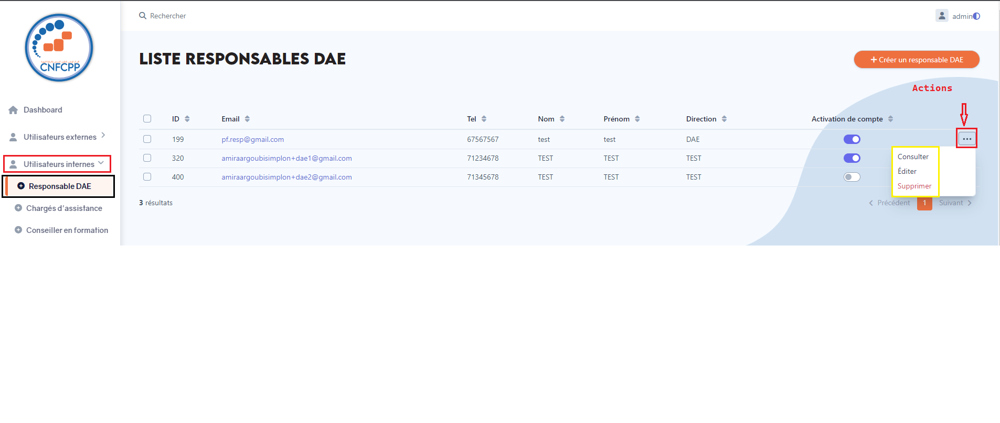 Rechercher
admin
CNFCPP
LISTE RESPONSABLES DAE
Créer un responsable DAE
Actions
Dashboard
Utilisateurs externes
Utilisateurs internes
Responsable DAE
Chargés d'assistance
Conseiller en formation
ID Email Tel Nom Prénom Direction Activation de compte
199 pf.resp@gmail.com 67567567 test test DAE
320 amiraargoubisimplon+dae1@gmail.com 71234678 TEST TEST TEST
400 amiraargoubisimplon+dae2@gmail.com 71345678 TEST TEST TEST
Consulter
Éditer
Supprimer
3 résultats
Précédent 1 Suivant